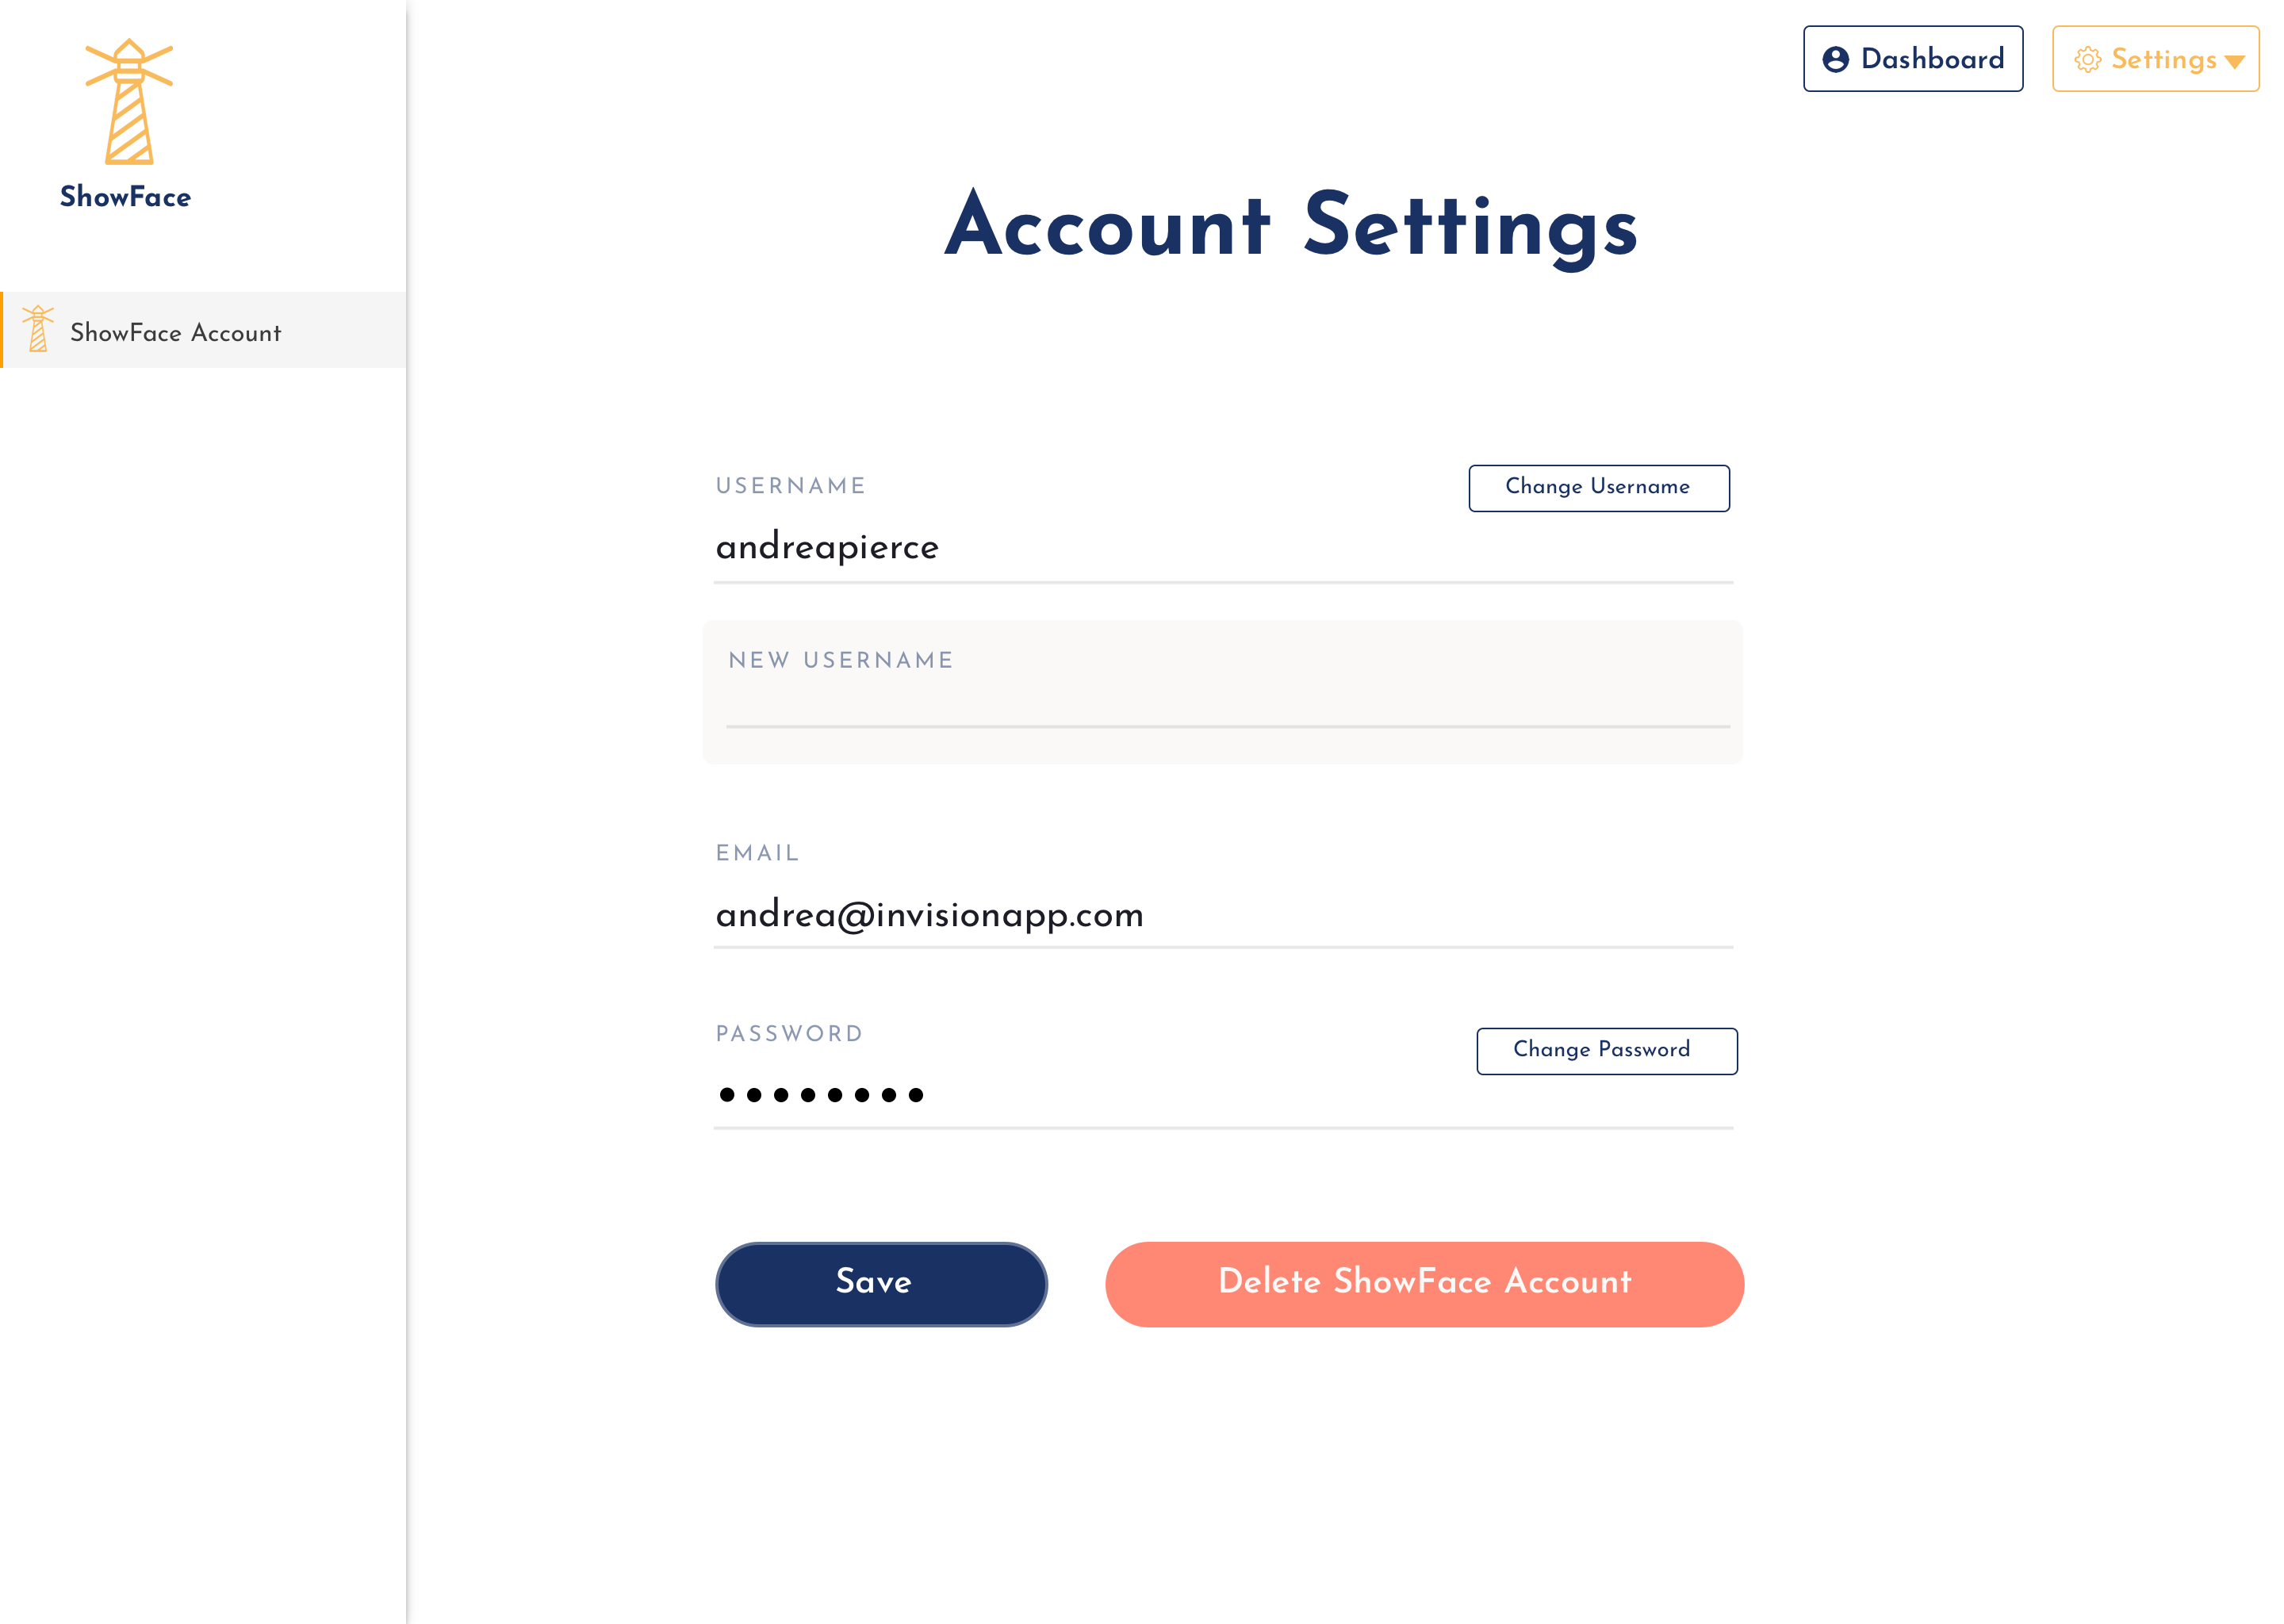 ShowFace
ShowFace Account
Dashboard
Settings
Account Settings
USERNAME
Change Username
andreapierce
NEW USERNAME
EMAIL
andrea@invisionapp.com
PASSWORD
Change Password
••••••••
Save
Delete ShowFace Account